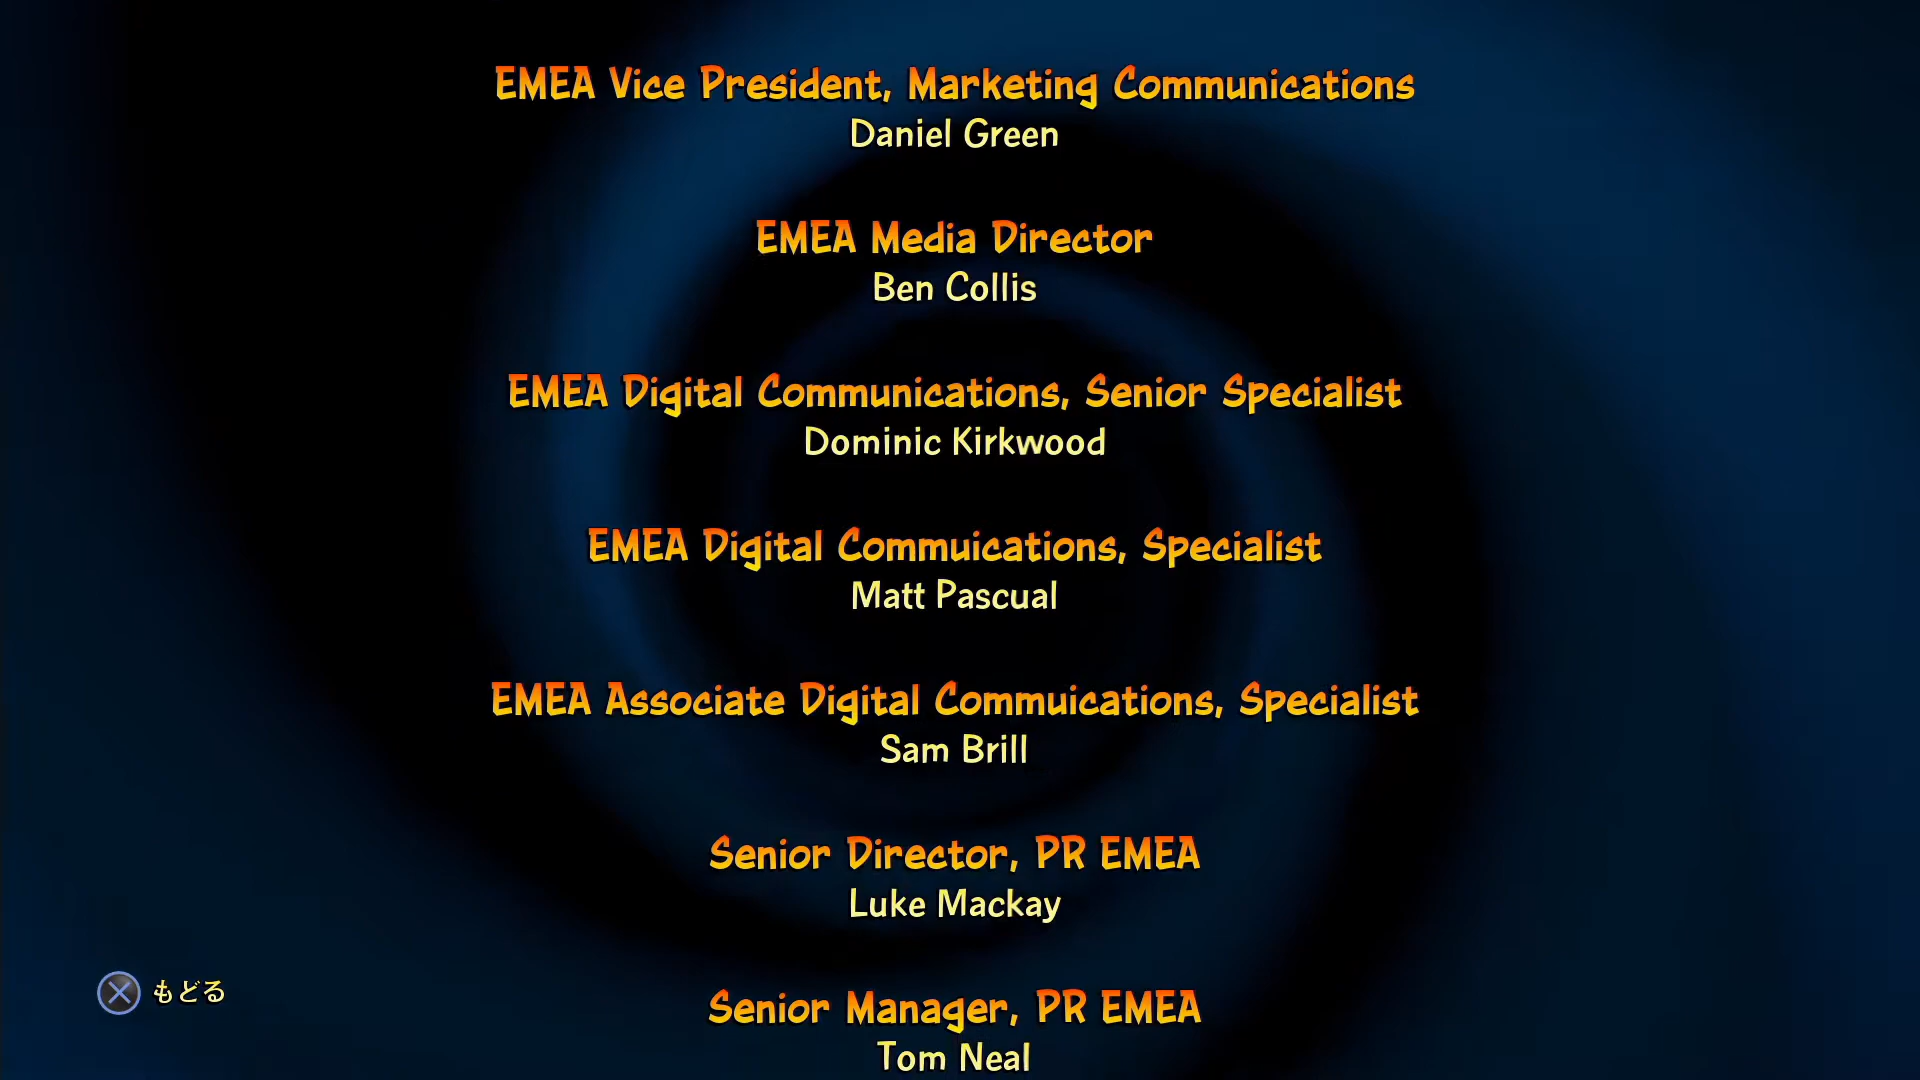 EMEA Vice President, Marketing Communications
Daniel Green
EMEA Media Director
Ben Collis
EMEA Digital Communications, Senior Specialist
Dominic Kirkwood
EMEA Digital Commuications, Specialist
Matt Pascual
EMEA Associate Digital Commuications, Specialist
Sam Brill
Senior Director, PR EMEA
Luke Mackay
もどる
Senior Manager, PR EMEA
Tom Neal